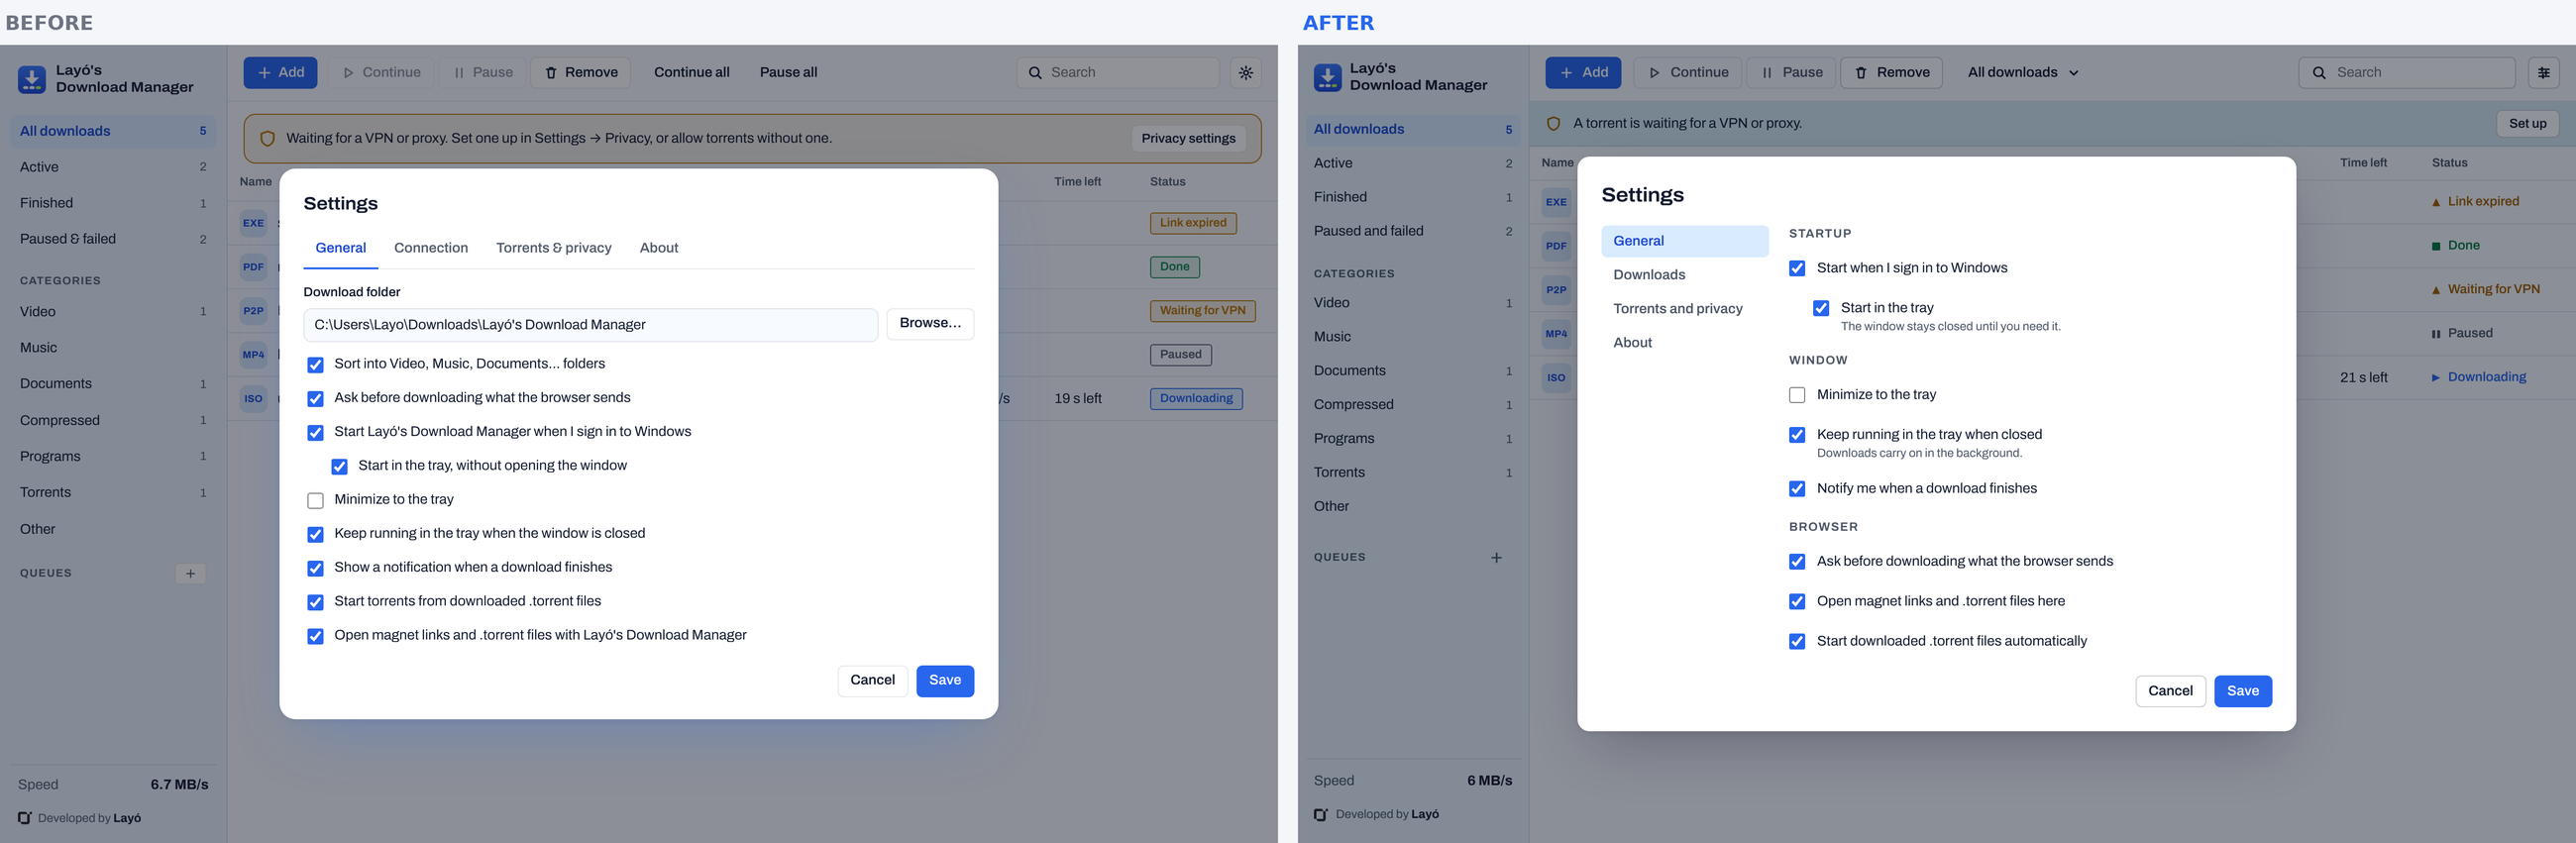 BEFORE
Layó's
Download Manager
Add
Continue
Pause
Remove
Continue all
Pause all
Search
All downloads 5
Active 2
Finished 1
Paused & failed 2
CATEGORIES
Video 1
Music
Documents 1
Compressed 1
Programs 1
Torrents 1
Other
QUEUES
Speed 6.7 MB/s
Developed by Layó
Waiting for a VPN or proxy. Set one up in Settings → Privacy, or allow torrents without one.
Privacy settings
Name Time left Status
EXE Link expired
PDF Done
P2P Waiting for VPN
MP4 Paused
ISO /s 19 s left Downloading
Settings
General Connection Torrents & privacy About
Download folder
C:\Users\Layo\Downloads\Layó's Download Manager
Browse...
Sort into Video, Music, Documents... folders
Ask before downloading what the browser sends
Start Layó's Download Manager when I sign in to Windows
Start in the tray, without opening the window
Minimize to the tray
Keep running in the tray when the window is closed
Show a notification when a download finishes
Start torrents from downloaded .torrent files
Open magnet links and .torrent files with Layó's Download Manager
Cancel Save
AFTER
Layó's
Download Manager
Add
Continue
Pause
Remove
All downloads
Search
All downloads 5
Active 2
Finished 1
Paused and failed 2
CATEGORIES
Video 1
Music
Documents 1
Compressed 1
Programs 1
Torrents 1
Other
QUEUES
Speed 6 MB/s
Developed by Layó
A torrent is waiting for a VPN or proxy.
Set up
Name Time left Status
EXE Link expired
PDF Done
P2P Waiting for VPN
MP4 Paused
ISO 21 s left Downloading
Settings
General
Downloads
Torrents and privacy
About
STARTUP
Start when I sign in to Windows
Start in the tray
The window stays closed until you need it.
WINDOW
Minimize to the tray
Keep running in the tray when closed
Downloads carry on in the background.
Notify me when a download finishes
BROWSER
Ask before downloading what the browser sends
Open magnet links and .torrent files here
Start downloaded .torrent files automatically
Cancel Save